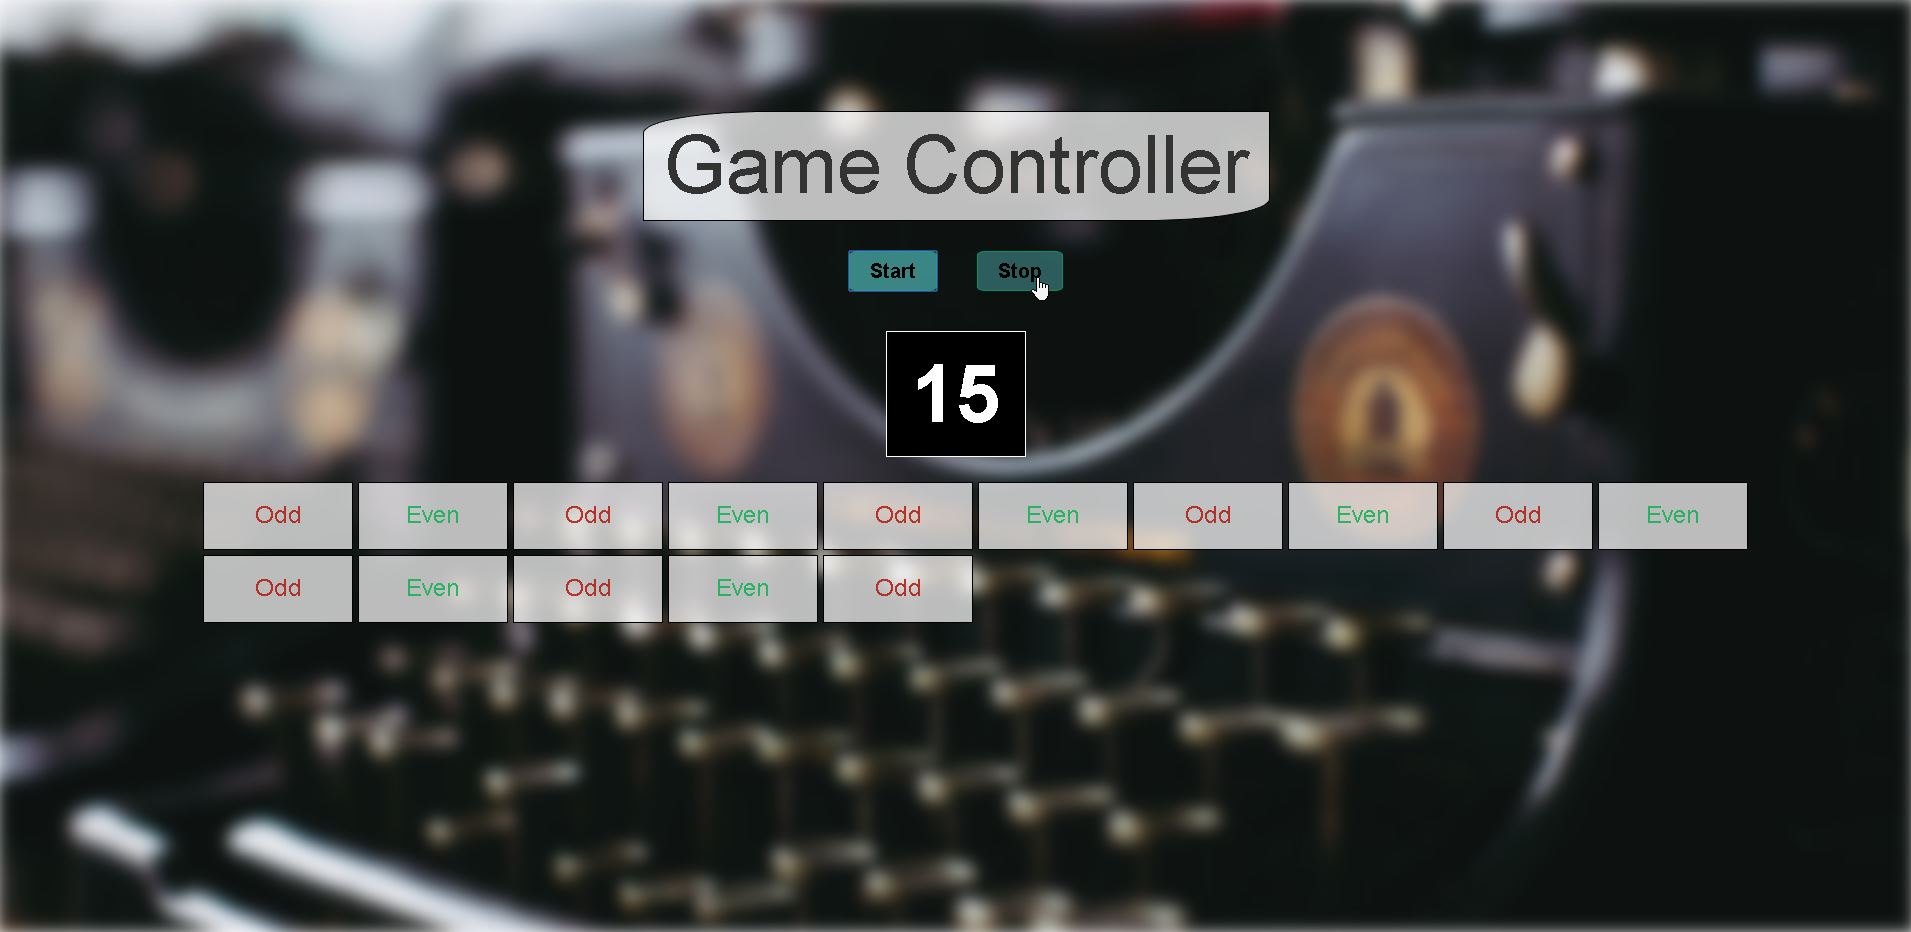 Game Controller
Start Stop
15
Odd Even Odd Even Odd Even Odd Even Odd Even
Odd Even Odd Even Odd